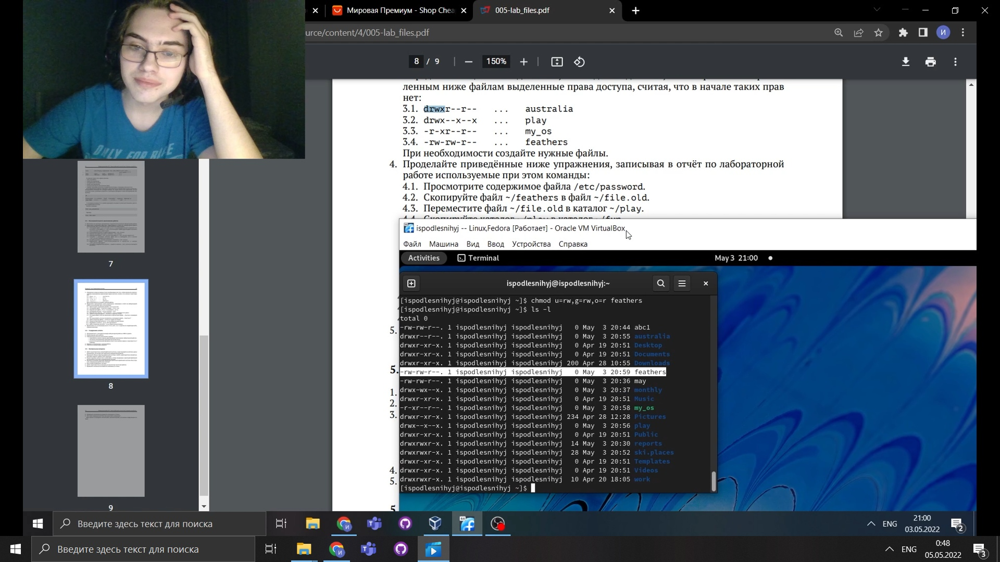 Мировая Премиум - Shop Chea
005-lab_files.pdf
urce/content/4/005-lab_files.pdf
И
8 / 9
150%
ленным ниже файлам выделенные права доступа, считая, что в начале таких прав
нет:
3.1. drwxr--r-- ... australia
3.2. drwx--x--x ... play
3.3. -r-xr--r-- ... my_os
3.4. -rw-rw-r-- ... feathers
При необходимости создайте нужные файлы.
4. Проделайте приведённые ниже упражнения, записывая в отчёт по лабораторной
работе используемые при этом команды:
4.1. Просмотрите содержимое файла /etc/password.
4.2. Скопируйте файл ~/feathers в файл ~/file.old.
4.3. Переместите файл ~/file.old в каталог ~/play.
7
8
9
5.
5.
1.
2.
3.
4.
5.
5
ispodlesnihyj -- Linux,Fedora [Работает] - Oracle VM VirtualBox
Файл Машина Вид Ввод Устройства Справка
Activities Terminal May 3 21:00
ispodlesnihyj@ispodlesnihyj:~
[ispodlesnihyj@ispodlesnihyj ~]$ chmod u=rw,g=rw,o=r feathers
[ispodlesnihyj@ispodlesnihyj ~]$ ls -l
total 0
-rw-rw-r--. 1 ispodlesnihyj ispodlesnihyj 0 May 3 20:44 abc1
drwxr--r--. 1 ispodlesnihyj ispodlesnihyj 0 May 3 20:55 australia
drwxr-xr-x. 1 ispodlesnihyj ispodlesnihyj 0 Apr 19 20:51 Desktop
drwxr-xr-x. 1 ispodlesnihyj ispodlesnihyj 0 Apr 19 20:51 Documents
drwxr-xr-x. 1 ispodlesnihyj ispodlesnihyj 200 Apr 28 10:55 Downloads
-rw-rw-r--. 1 ispodlesnihyj ispodlesnihyj 0 May 3 20:59 feathers
-rw-rw-r--. 1 ispodlesnihyj ispodlesnihyj 0 May 3 20:36 may
drwx-wx--x. 1 ispodlesnihyj ispodlesnihyj 0 May 3 20:37 monthly
drwxr-xr-x. 1 ispodlesnihyj ispodlesnihyj 0 Apr 19 20:51 Music
-r-xr--r--. 1 ispodlesnihyj ispodlesnihyj 0 May 3 20:58 my_os
drwxr-xr-x. 1 ispodlesnihyj ispodlesnihyj 234 Apr 28 12:28 Pictures
drwx--x--x. 1 ispodlesnihyj ispodlesnihyj 0 May 3 20:56 play
drwxr-xr-x. 1 ispodlesnihyj ispodlesnihyj 0 Apr 19 20:51 Public
drwxrwxr-x. 1 ispodlesnihyj ispodlesnihyj 14 May 3 20:30 reports
drwxrwxr-x. 1 ispodlesnihyj ispodlesnihyj 28 May 3 20:52 ski.places
drwxr-xr-x. 1 ispodlesnihyj ispodlesnihyj 0 Apr 19 20:51 Templates
drwxr-xr-x. 1 ispodlesnihyj ispodlesnihyj 0 Apr 19 20:51 Videos
drwxrwxr-x. 1 ispodlesnihyj ispodlesnihyj 10 Apr 20 18:05 work
[ispodlesnihyj@ispodlesnihyj ~]$
Введите здесь текст для поиска
ENG
21:00
03.05.2022
2
Введите здесь текст для поиска
ENG
0:48
05.05.2022
3